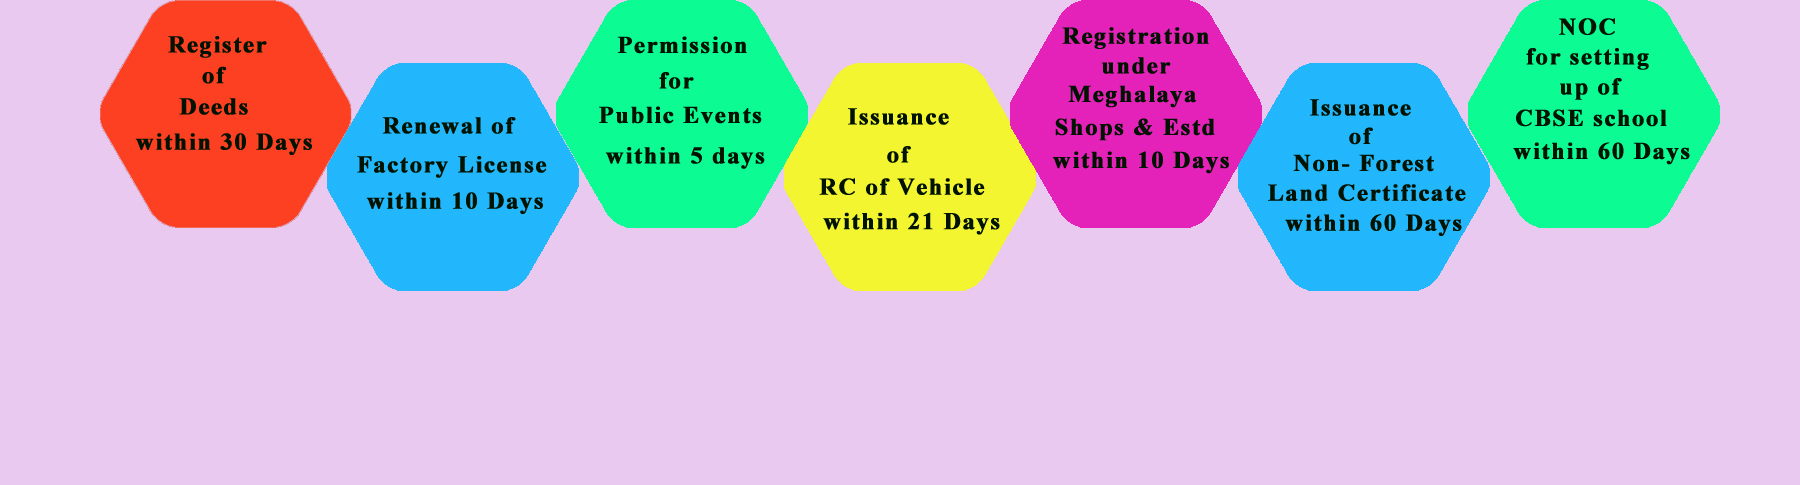 Register
of
Deeds
within 30 Days
Renewal of
Factory License
within 10 Days
Permission
for
Public Events
within 5 days
Issuance
of
RC of Vehicle
within 21 Days
Registration
under
Meghalaya
Shops & Estd
within 10 Days
Issuance
of
Non- Forest
Land Certificate
within 60 Days
NOC
for setting
up of
CBSE school
within 60 Days